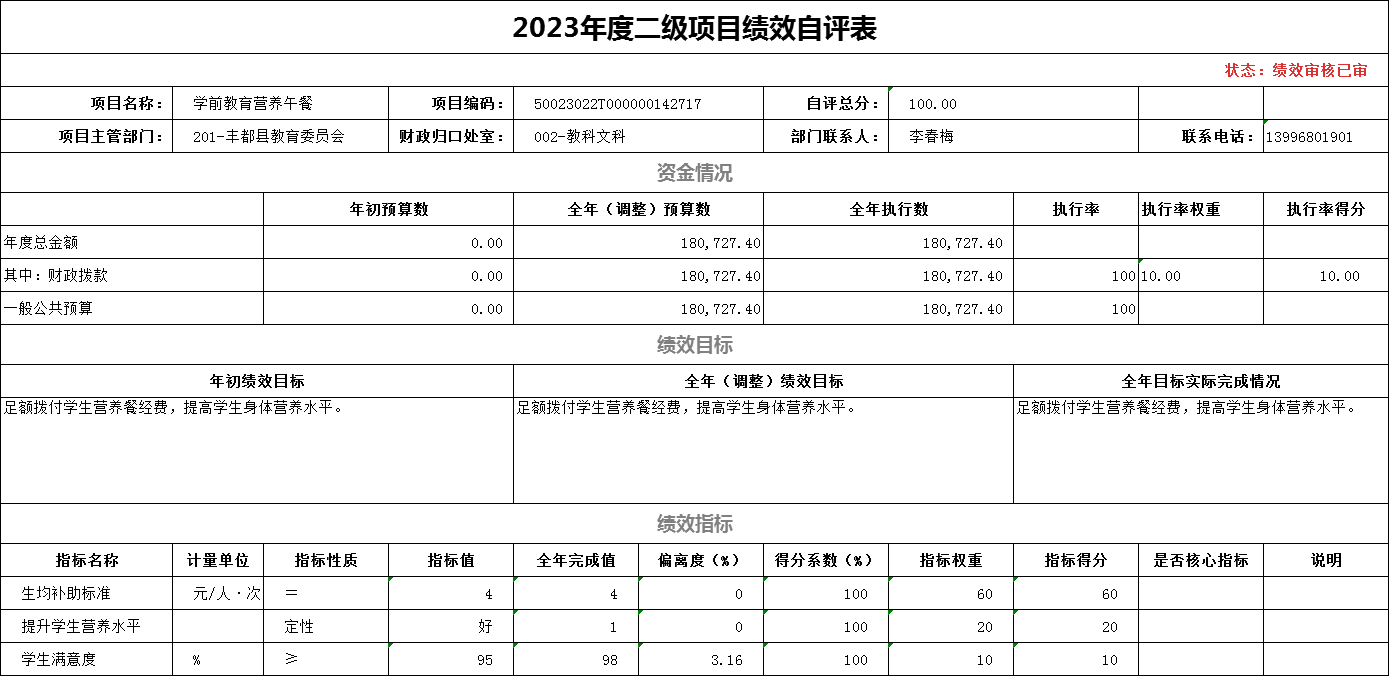 2023年度二级项目绩效自评表
状态：绩效审核已审
项目名称： 学前教育营养午餐 项目编码： 50023022T000000142717 自评总分： 100.00
项目主管部门： 201-丰都县教育委员会 财政归口处室： 002-教科文科 部门联系人： 李春梅 联系电话： 13996801901
资金情况
年初预算数 全年（调整）预算数 全年执行数 执行率 执行率权重 执行率得分
年度总金额 0.00 180,727.40 180,727.40
其中：财政拨款 0.00 180,727.40 180,727.40 100 10.00 10.00
一般公共预算 0.00 180,727.40 180,727.40 100
绩效目标
年初绩效目标 全年（调整）绩效目标 全年目标实际完成情况
足额拨付学生营养餐经费，提高学生身体营养水平。 足额拨付学生营养餐经费，提高学生身体营养水平。 足额拨付学生营养餐经费，提高学生身体营养水平。
绩效指标
指标名称 计量单位 指标性质 指标值 全年完成值 偏离度（%） 得分系数（%） 指标权重 指标得分 是否核心指标 说明
生均补助标准 元/人·次 ＝ 4 4 0 100 60 60
提升学生营养水平 定性 好 1 0 100 20 20
学生满意度 % ≥ 95 98 3.16 100 10 10